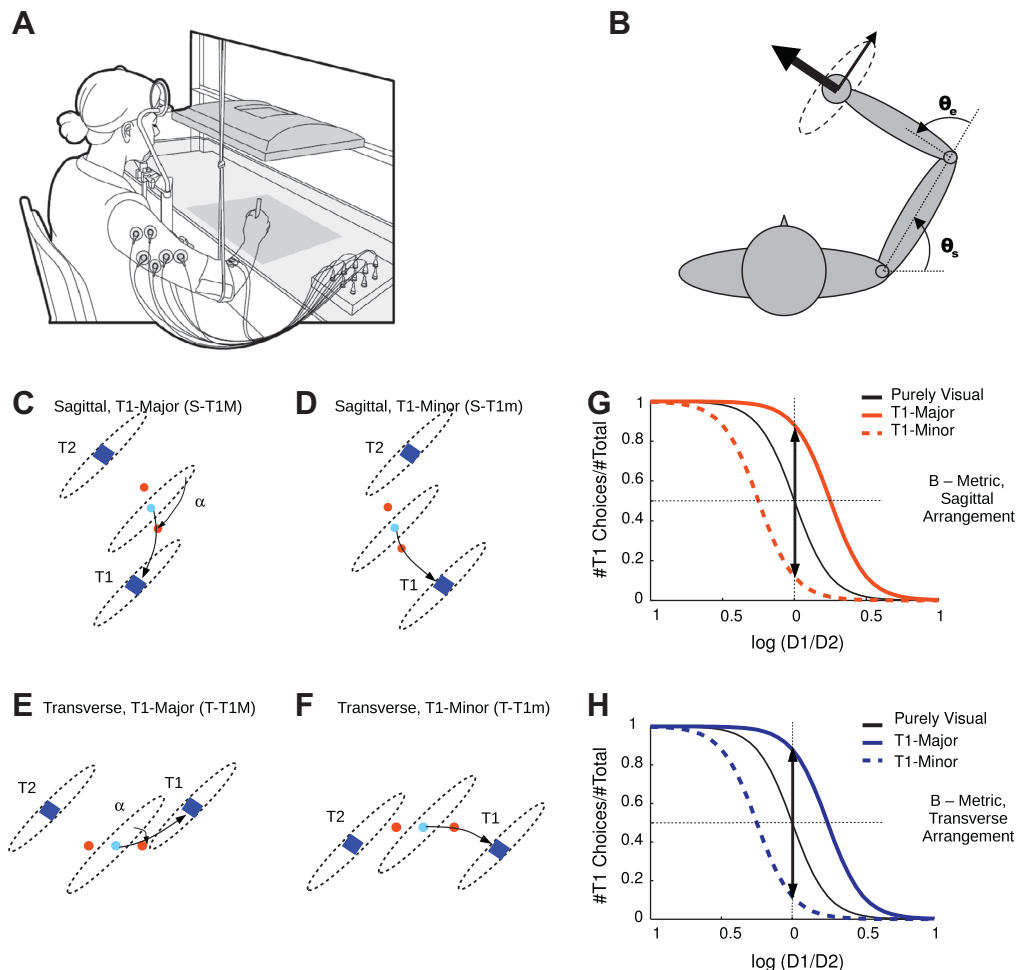 A
B
θe
θs
C
Sagittal, T1-Major (S-T1M)
T2
α
T1
D
Sagittal, T1-Minor (S-T1m)
T2
T1
E
Transverse, T1-Major (T-T1M)
T2
α
T1
F
Transverse, T1-Minor (T-T1m)
T2
T1
G
Purely Visual
T1-Major
T1-Minor
B – Metric,
Sagittal
Arrangement
#T1 Choices/#Total
1
0.8
0.6
0.4
0.2
0
1
0.5
0
0.5
1
log (D1/D2)
H
Purely Visual
T1-Major
T1-Minor
B – Metric,
Transverse
Arrangement
#T1 Choices/#Total
1
0.8
0.6
0.4
0.2
0
1
0.5
0
0.5
1
log (D1/D2)